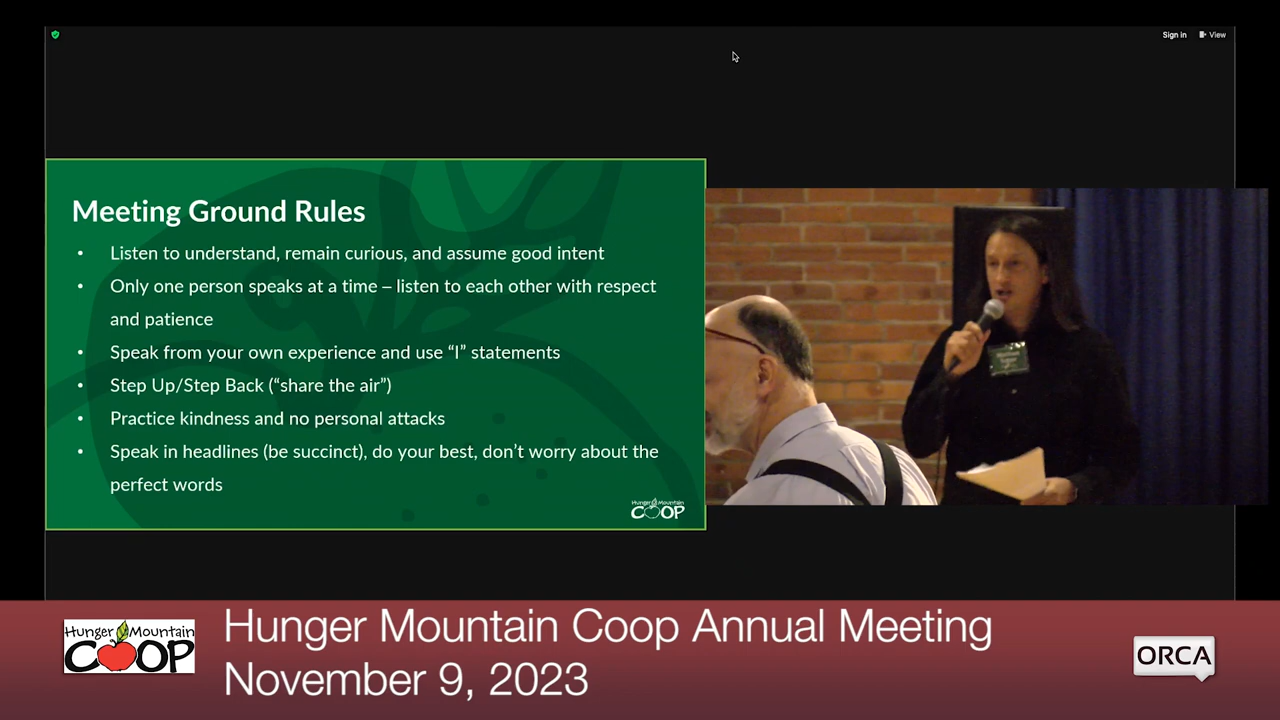 Sign in View
Meeting Ground Rules
• Listen to understand, remain curious, and assume good intent
• Only one person speaks at a time – listen to each other with respect
and patience
• Speak from your own experience and use “I” statements
• Step Up/Step Back (“share the air”)
• Practice kindness and no personal attacks
• Speak in headlines (be succinct), do your best, don’t worry about the
perfect words
Hunger Mountain
COOP
Hunger Mountain
COOP
Hunger Mountain Coop Annual Meeting
November 9, 2023
ORCA